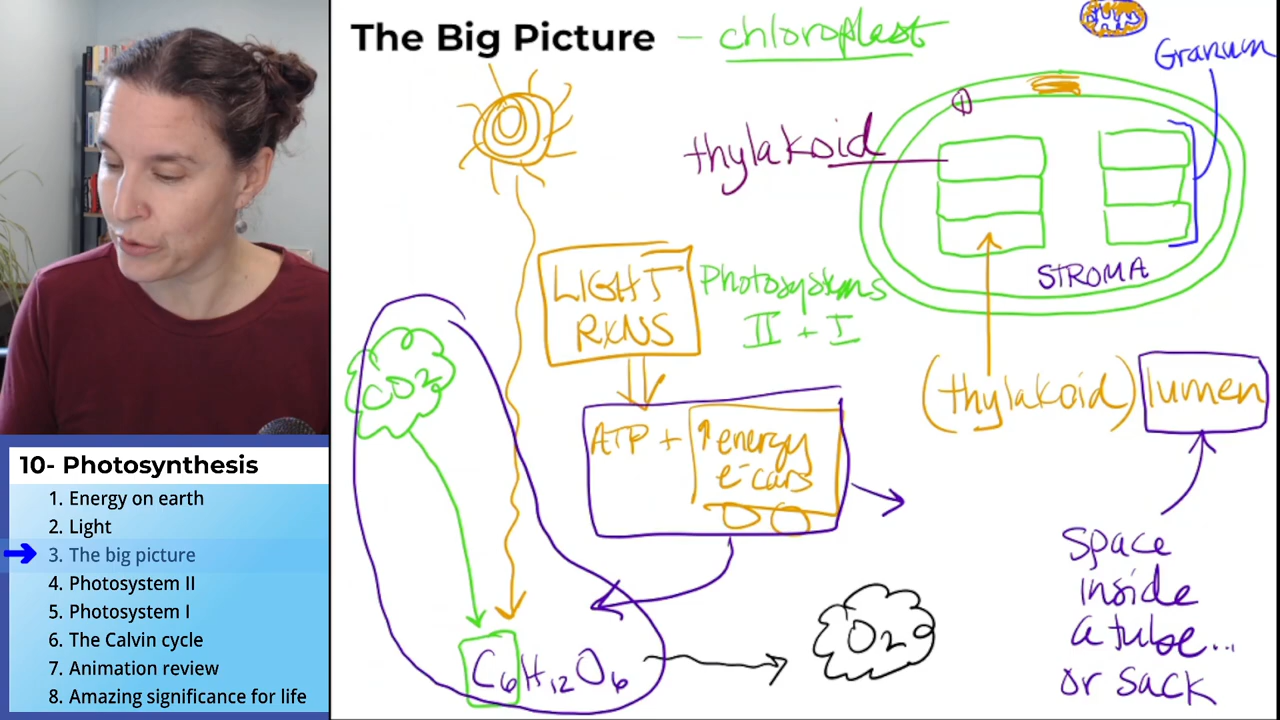 The Big Picture - chloroplast
Granum
thylakoid
STROMA
LIGHT
RXNS
Photosystems
II + I
CO2
(thylakoid) lumen
ATP + ↑energy
e- cars
space
inside
a tube...
or sack
C6H12O6
O2
10- Photosynthesis
1. Energy on earth
2. Light
3. The big picture
4. Photosystem II
5. Photosystem I
6. The Calvin cycle
7. Animation review
8. Amazing significance for life